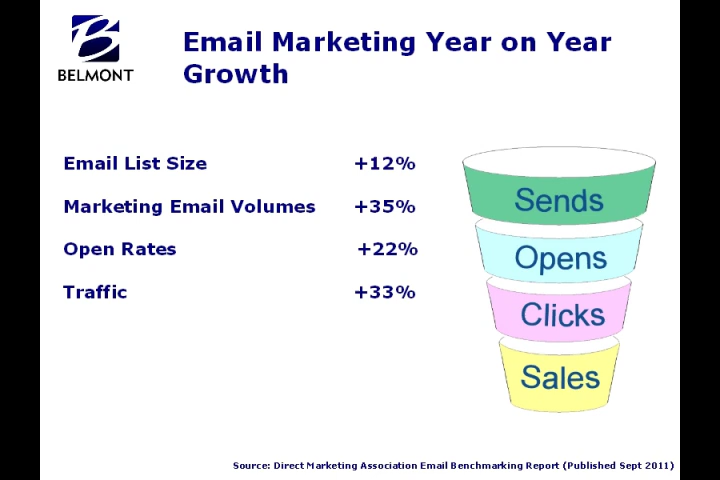 BELMONT
Email Marketing Year on Year
Growth
Email List Size +12%
Marketing Email Volumes +35%
Open Rates +22%
Traffic +33%
Sends
Opens
Clicks
Sales
Source: Direct Marketing Association Email Benchmarking Report (Published Sept 2011)